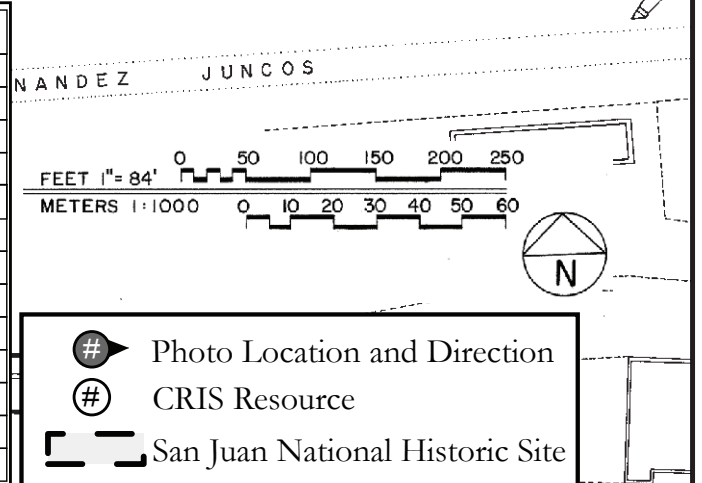 NANDEZ JUNCOS
0 50 100 150 200 250
FEET 1"= 84'
METERS 1:1000 0 10 20 30 40 50 60
N
# Photo Location and Direction
# CRIS Resource
San Juan National Historic Site